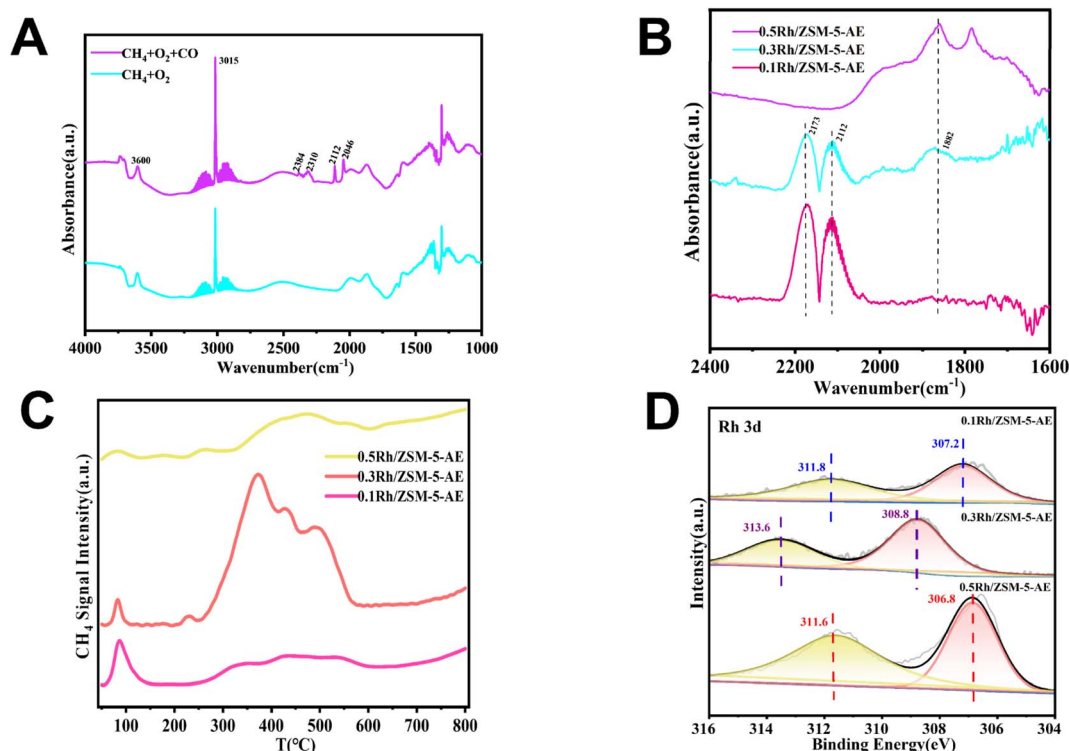 A
CH₄+O₂+CO
CH₄+O₂
3015
3600
2384
2310
2112
2046
Absorbance(a.u.)
4000 3500 3000 2500 2000 1500 1000
Wavenumber(cm⁻¹)
B
0.5Rh/ZSM-5-AE
0.3Rh/ZSM-5-AE
0.1Rh/ZSM-5-AE
2173
2112
1882
Absorbance(a.u.)
2400 2200 2000 1800 1600
Wavenumber(cm⁻¹)
C
0.5Rh/ZSM-5-AE
0.3Rh/ZSM-5-AE
0.1Rh/ZSM-5-AE
CH₄ Signal Intensity(a.u.)
100 200 300 400 500 600 700 800
T(℃)
D
Rh 3d
0.1Rh/ZSM-5-AE
307.2
311.8
0.3Rh/ZSM-5-AE
308.8
313.6
0.5Rh/ZSM-5-AE
306.8
311.6
Intensity(a.u.)
316 314 312 310 308 306 304
Binding Energy(eV)